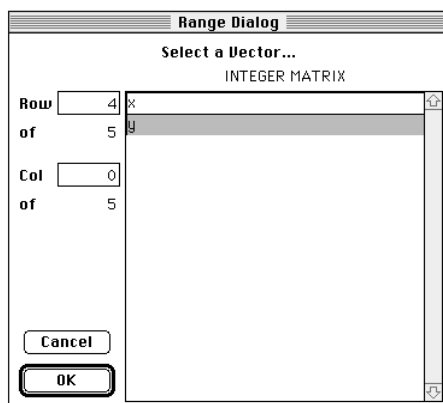 Range Dialog
Select a Vector...
INTEGER MATRIX
Row 4
of 5
Col 0
of 5
x
y
Cancel
OK